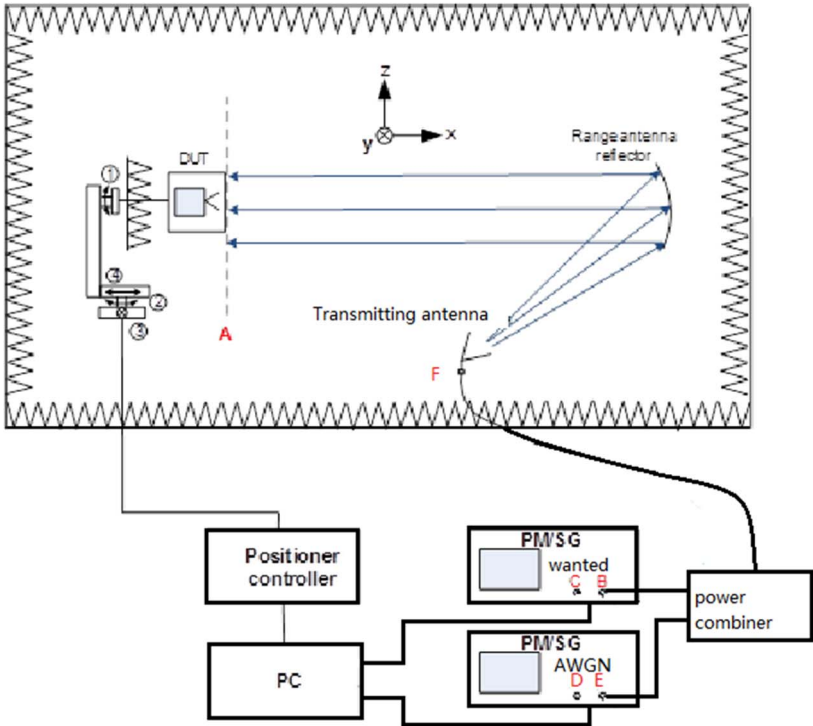 z
y
x
Rangeantenna
reflector
DUT
①
④
②
③
A
Transmitting antenna
F
Positioner
controller
PC
PM/SG
wanted
C B
PM/SG
AWGN
D E
power
combiner